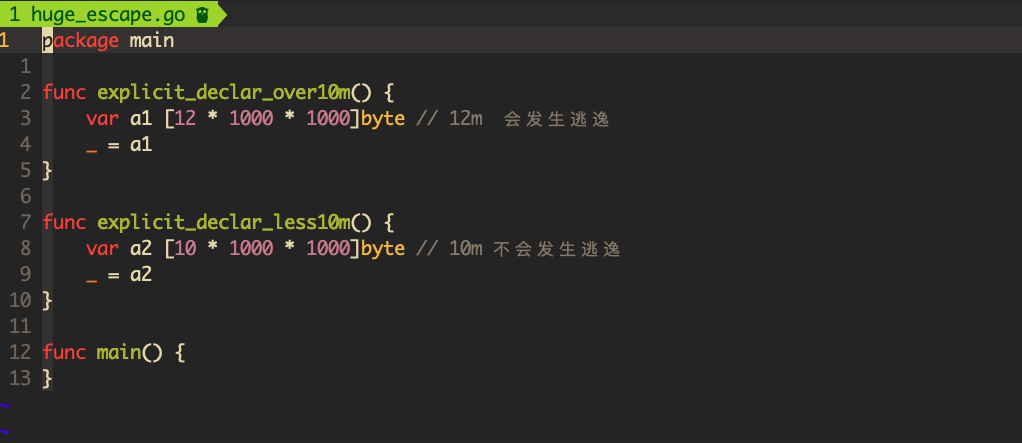 1 huge_escape.go
1 package main
1
2 func explicit_declar_over10m() {
3 var a1 [12 * 1000 * 1000]byte // 12m 会发生逃逸
4 _ = a1
5 }
6
7 func explicit_declar_less10m() {
8 var a2 [10 * 1000 * 1000]byte // 10m 不会发生逃逸
9 _ = a2
10 }
11
12 func main() {
13 }
~
~